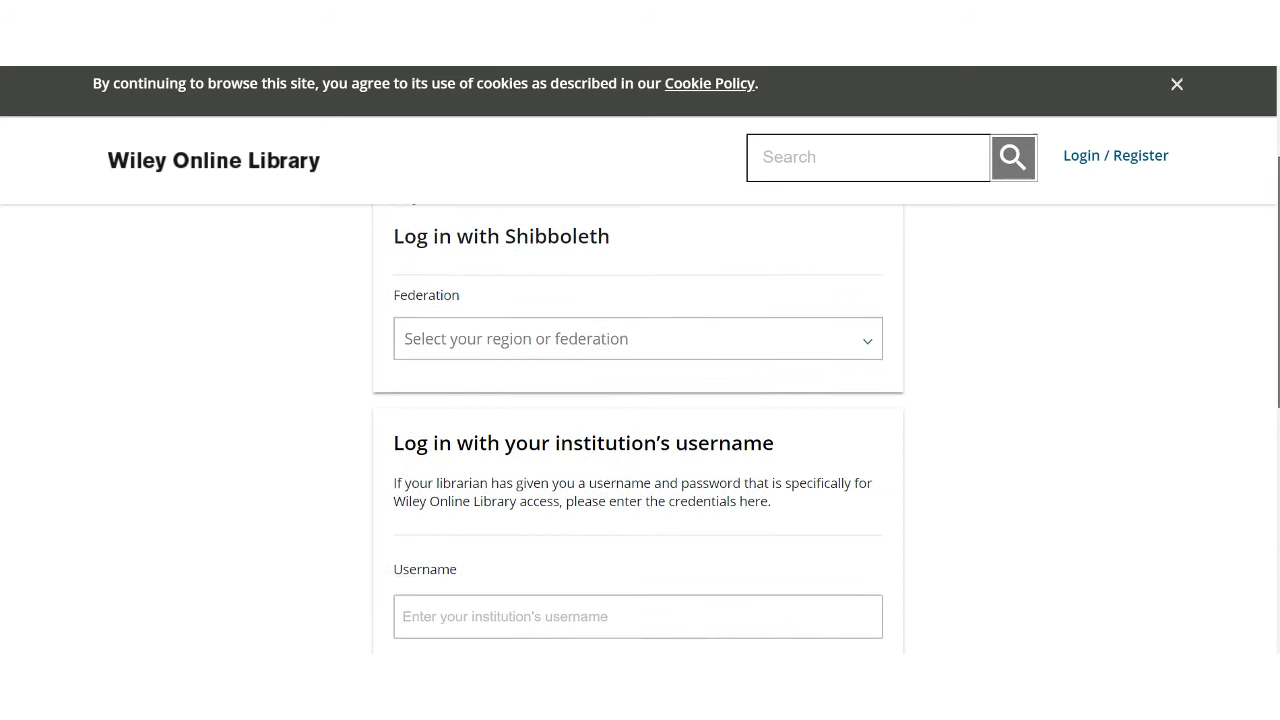 By continuing to browse this site, you agree to its use of cookies as described in our Cookie Policy.
Wiley Online Library
Search
Login / Register
Log in with Shibboleth
Federation
Select your region or federation
Log in with your institution’s username
If your librarian has given you a username and password that is specifically for
Wiley Online Library access, please enter the credentials here.
Username
Enter your institution's username